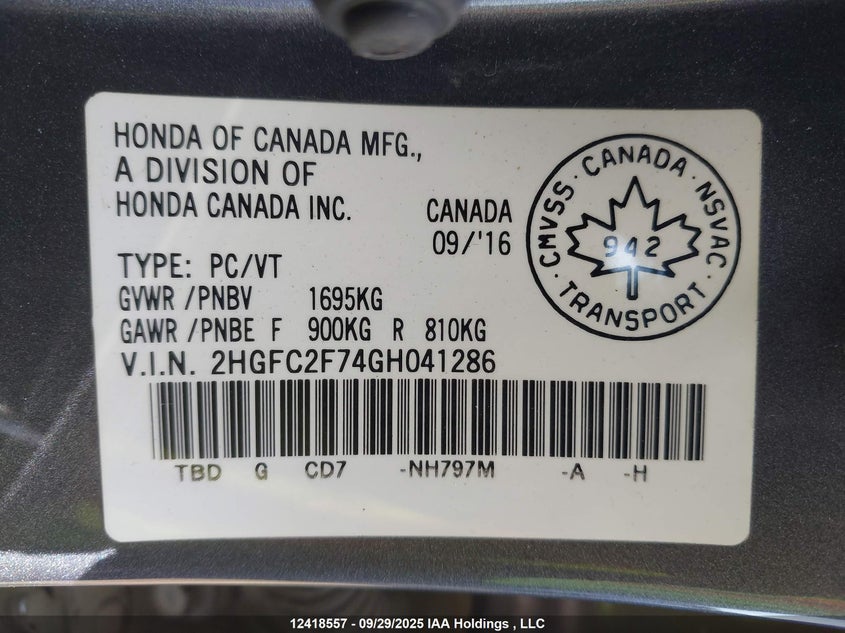 HONDA OF CANADA MFG.,
A DIVISION OF
HONDA CANADA INC.
CANADA
09/'16
TYPE: PC/VT
GVWR /PNBV 1695KG
GAWR /PNBE F 900KG R 810KG
V.I.N. 2HGFC2F74GH041286
TBD G CD7 -NH797M -A -H
CMVSS · CANADA · NSVAC
942
· TRANSPORT ·
12418557 - 09/29/2025 IAA Holdings , LLC